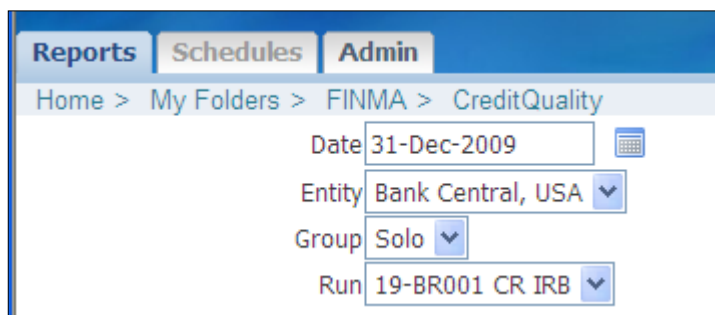 Reports Schedules Admin
Home > My Folders > FINMA > CreditQuality
Date 31-Dec-2009
Entity Bank Central, USA
Group Solo
Run 19-BR001 CR IRB